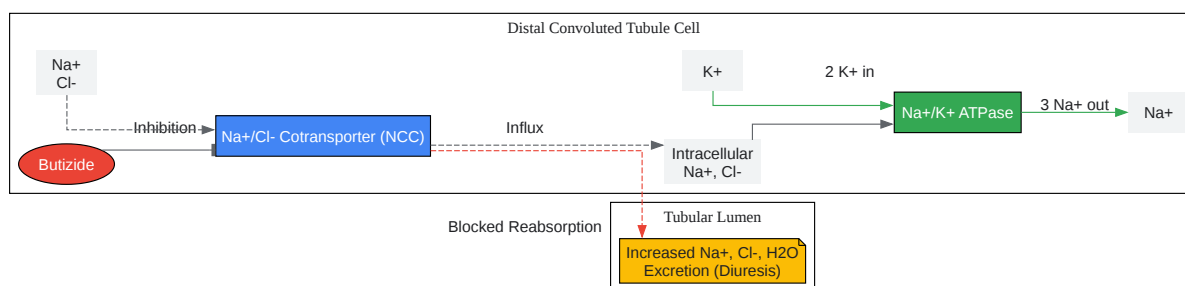 Distal Convoluted Tubule Cell
Na+
Cl-
Inhibition
Butizide
Na+/Cl- Cotransporter (NCC)
Influx
Intracellular
Na+, Cl-
K+
2 K+ in
Na+/K+ ATPase
3 Na+ out
Na+
Blocked Reabsorption
Tubular Lumen
Increased Na+, Cl-, H2O
Excretion (Diuresis)